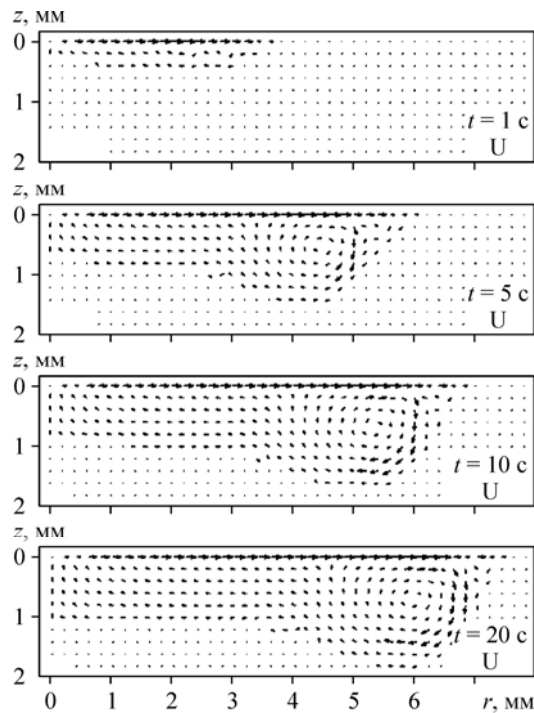 z, мм
0
1
t = 1 с
U
2
z, мм
0
1
t = 5 с
U
2
z, мм
0
1
t = 10 с
U
2
z, мм
0
1
t = 20 с
U
2
0 1 2 3 4 5 6 r, мм